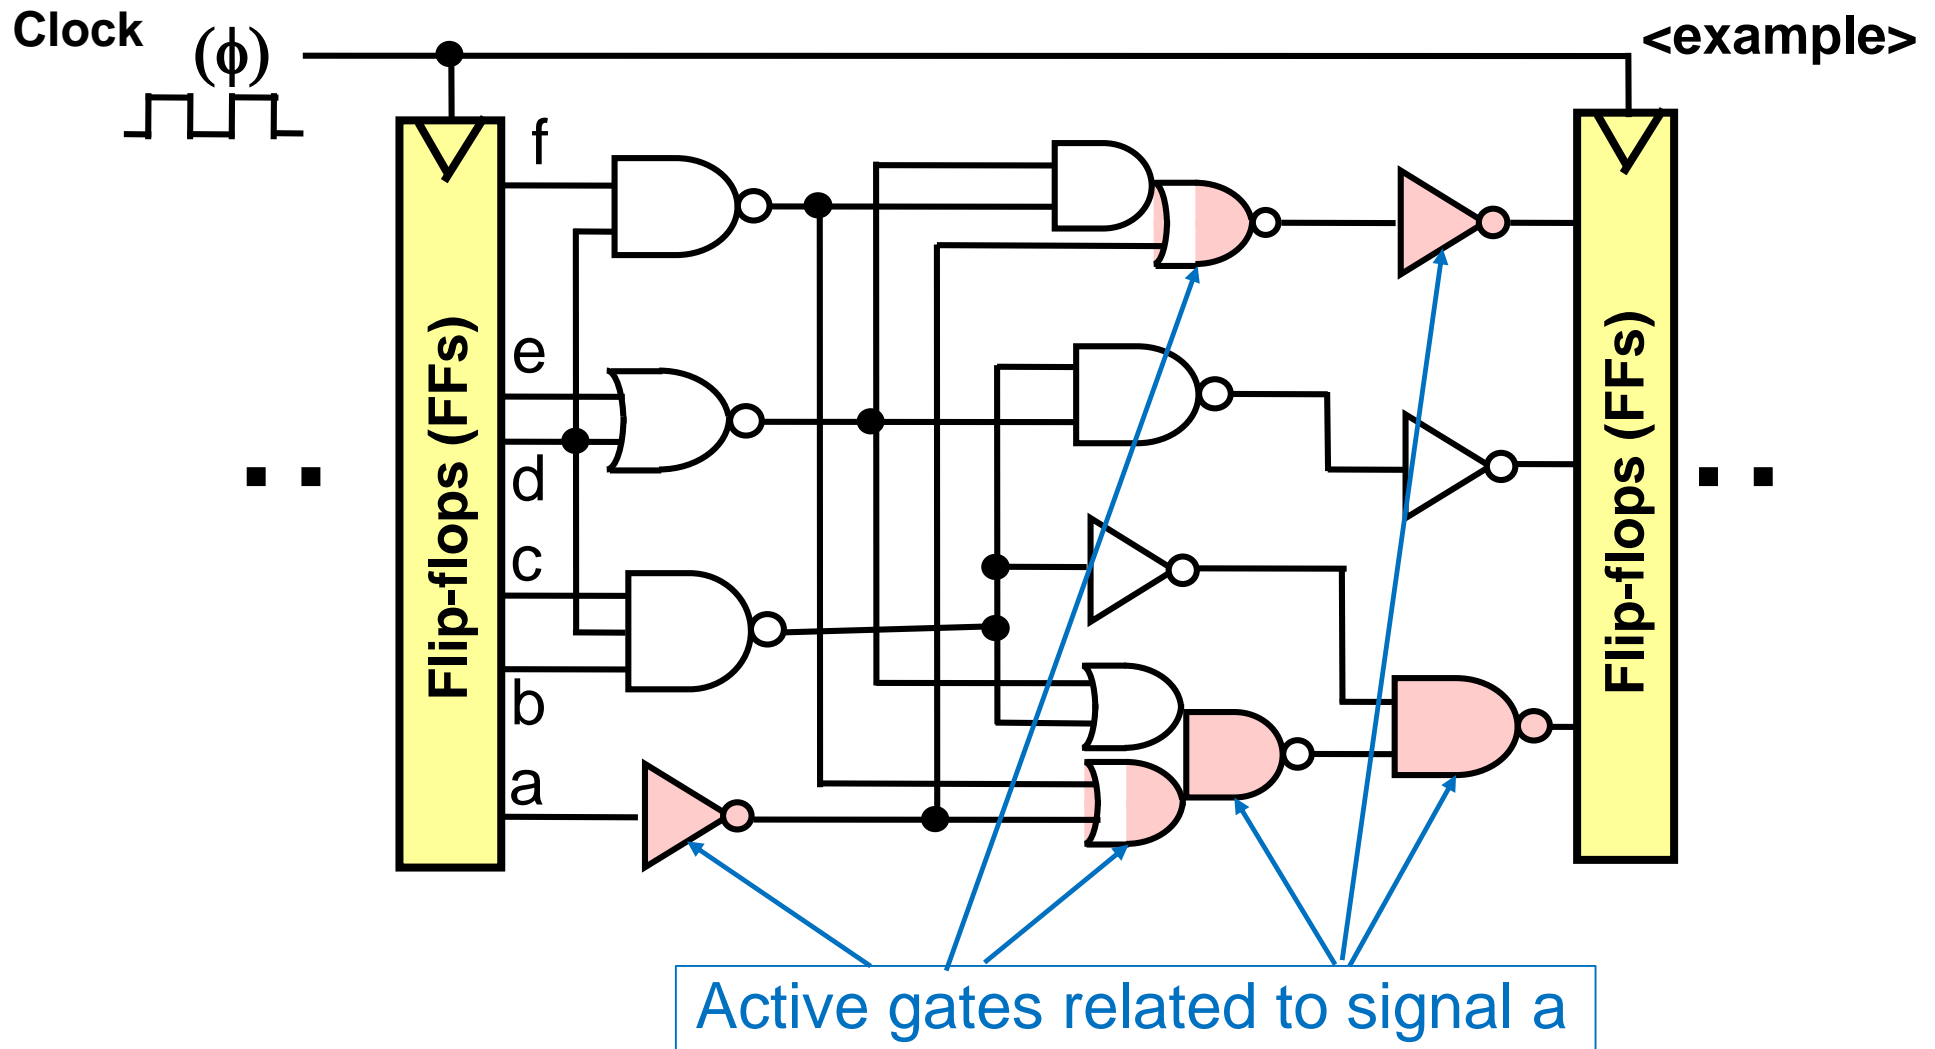 Clock
(ϕ)
<example>
f
e
d
c
b
a
Flip-flops (FFs)
Flip-flops (FFs)
Active gates related to signal a